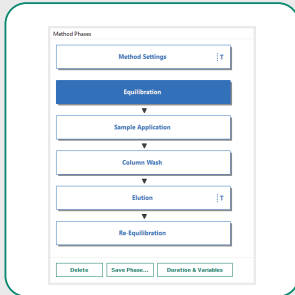 Method Phases
Method Settings
T
Equilibration
Sample Application
Column Wash
Elution
T
Re-Equilibration
Delete
Save Phase...
Duration & Variables